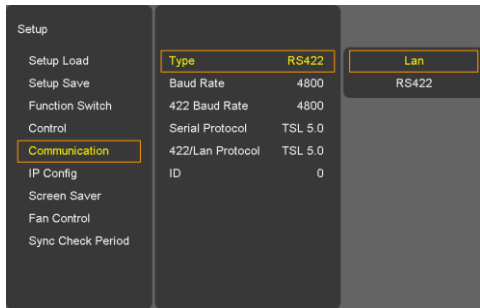 Setup
Setup Load
Setup Save
Function Switch
Control
Communication
IP Config
Screen Saver
Fan Control
Sync Check Period
Type RS422
Baud Rate 4800
422 Baud Rate 4800
Serial Protocol TSL 5.0
422/Lan Protocol TSL 5.0
ID 0
Lan
RS422